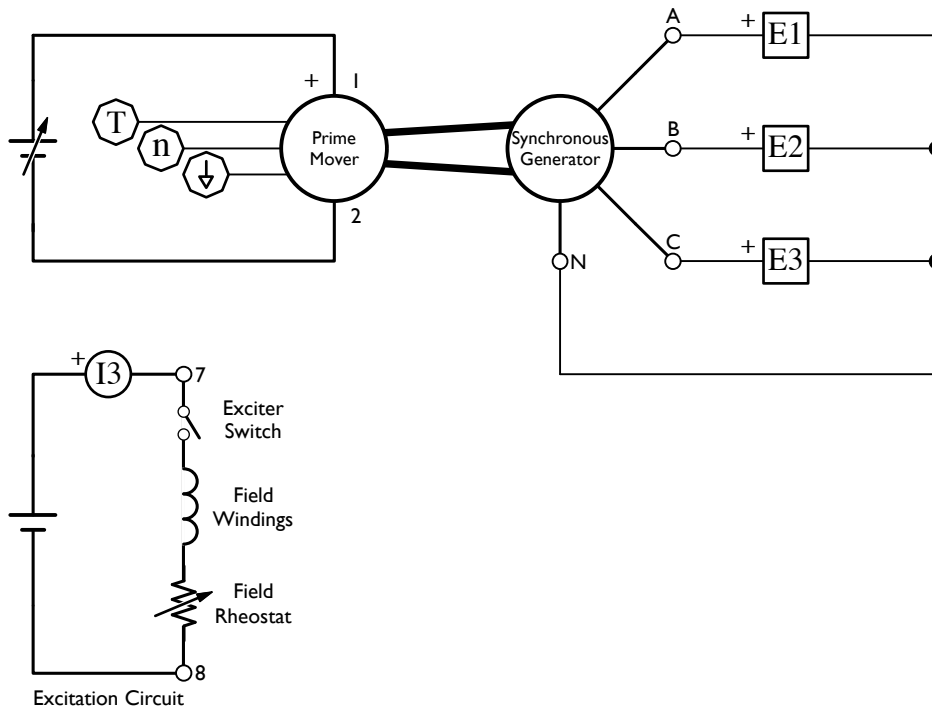 A
+ E1
+ 1
T
n
Prime
Mover
Synchronous
Generator
B
+ E2
2
N
C
+ E3
+ I3
7
Exciter
Switch
Field
Windings
Field
Rheostat
8
Excitation Circuit